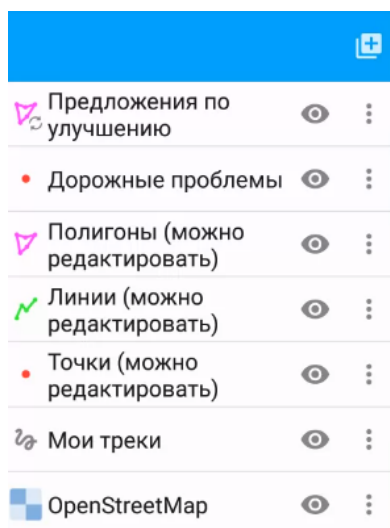 Предложения по
улучшению
Дорожные проблемы
Полигоны (можно
редактировать)
Линии (можно
редактировать)
Точки (можно
редактировать)
Мои треки
OpenStreetMap